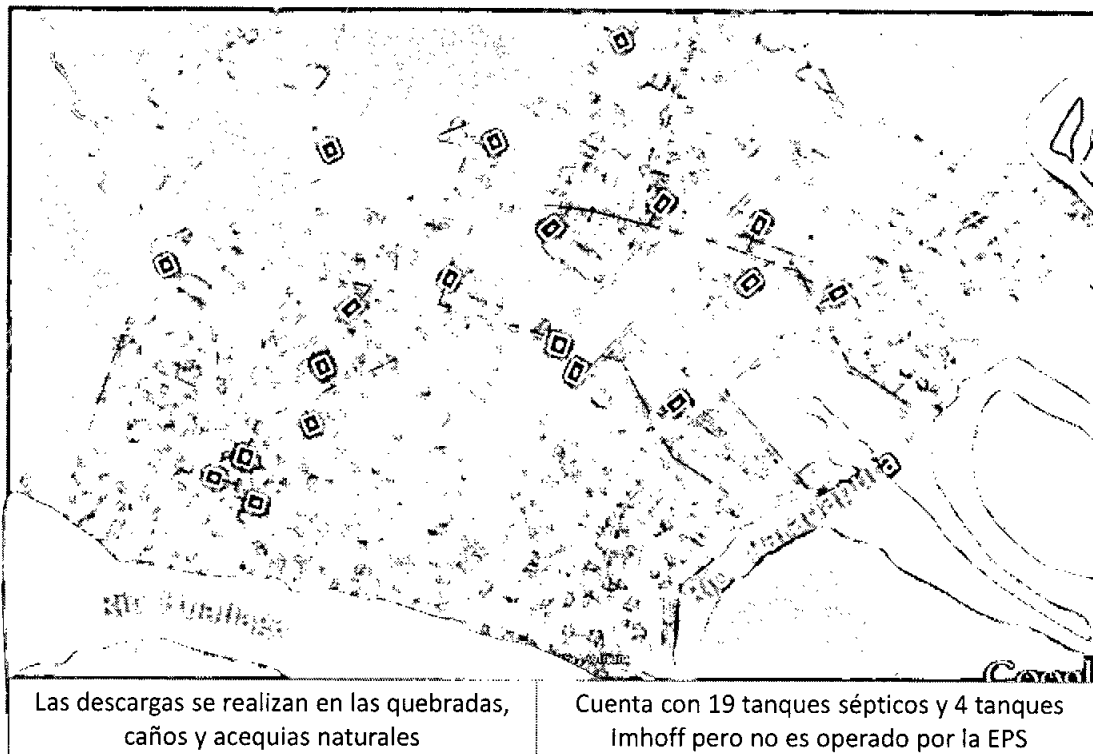 Las descargas se realizan en las quebradas,
caños y acequias naturales
Cuenta con 19 tanques sépticos y 4 tanques
Imhoff pero no es operado por la EPS